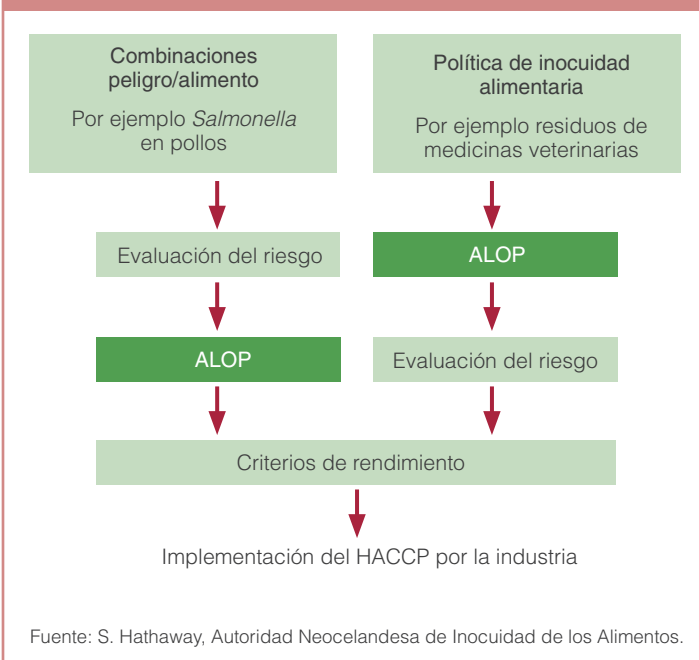 Combinaciones
peligro/alimento
Por ejemplo Salmonella
en pollos
Política de inocuidad
alimentaria
Por ejemplo residuos de
medicinas veterinarias
Evaluación del riesgo
ALOP
ALOP
Evaluación del riesgo
Criterios de rendimiento
Implementación del HACCP por la industria
Fuente: S. Hathaway, Autoridad Neocelandesa de Inocuidad de los Alimentos.